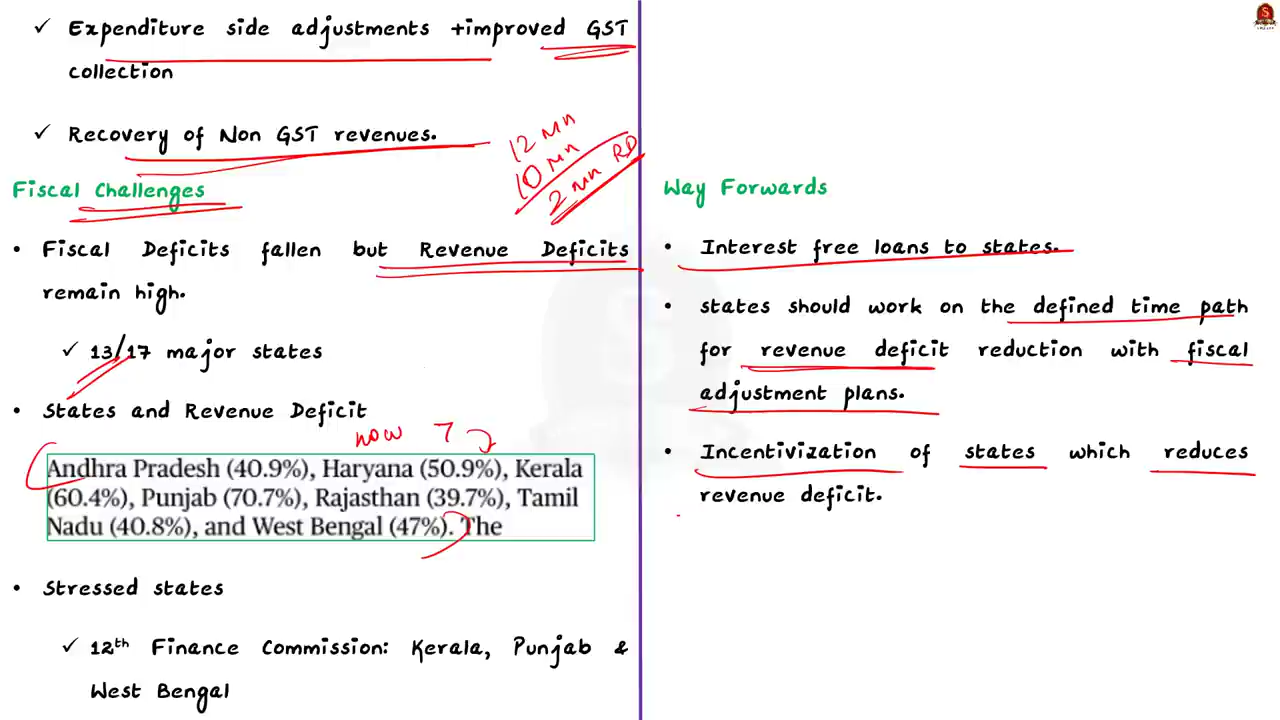 ✓ Expenditure side adjustments +improved GST
collection
✓ Recovery of Non GST revenues.
12 Mn
10 Mn
2 Mn RD
Fiscal Challenges
• Fiscal Deficits fallen but Revenue Deficits
remain high.
✓ 13/17 major states
• States and Revenue Deficit
now 7
Andhra Pradesh (40.9%), Haryana (50.9%), Kerala
(60.4%), Punjab (70.7%), Rajasthan (39.7%), Tamil
Nadu (40.8%), and West Bengal (47%). The
• Stressed states
✓ 12th Finance Commission: Kerala, Punjab &
West Bengal
Way Forwards
• Interest free loans to states.
• states should work on the defined time path
for revenue deficit reduction with fiscal
adjustment plans.
• Incentivization of states which reduces
revenue deficit.